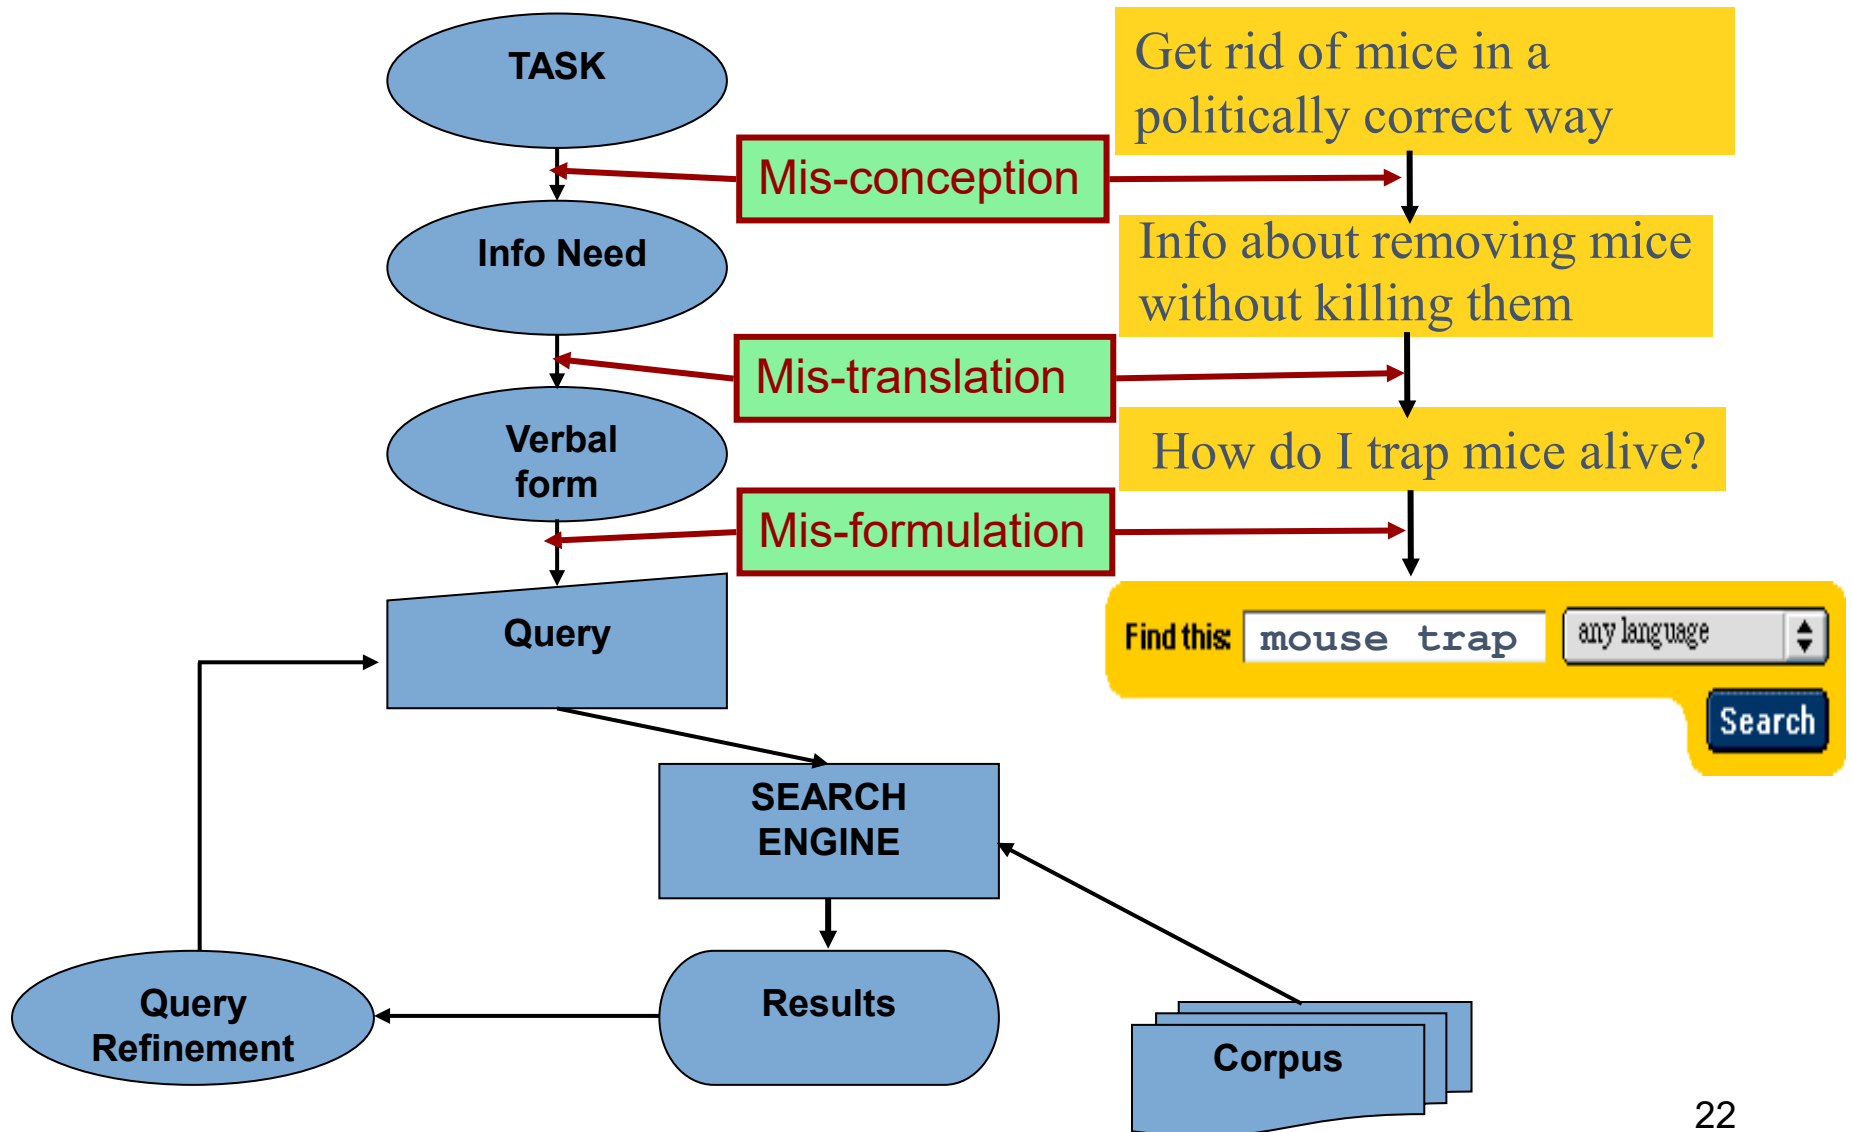 TASK
Get rid of mice in a
politically correct way
Mis-conception
Info Need
Info about removing mice
without killing them
Mis-translation
Verbal
form
How do I trap mice alive?
Mis-formulation
Query
Find this: mouse trap any language
Search
SEARCH
ENGINE
Results
Query
Refinement
Corpus
22